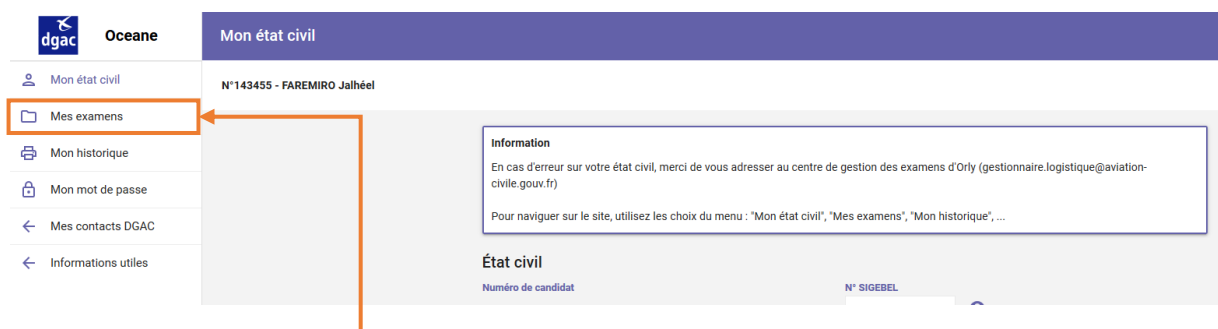 dgac
Oceane
Mon état civil
Mon état civil
Mes examens
Mon historique
Mon mot de passe
Mes contacts DGAC
Informations utiles
N°143455 - FAREMIRO Jalhéel
Information
En cas d'erreur sur votre état civil, merci de vous adresser au centre de gestion des examens d'Orly (gestionnaire.logistique@aviation-
civile.gouv.fr)
Pour naviguer sur le site, utilisez les choix du menu : "Mon état civil", "Mes examens", "Mon historique", ...
État civil
Numéro de candidat
N° SIGEBEL